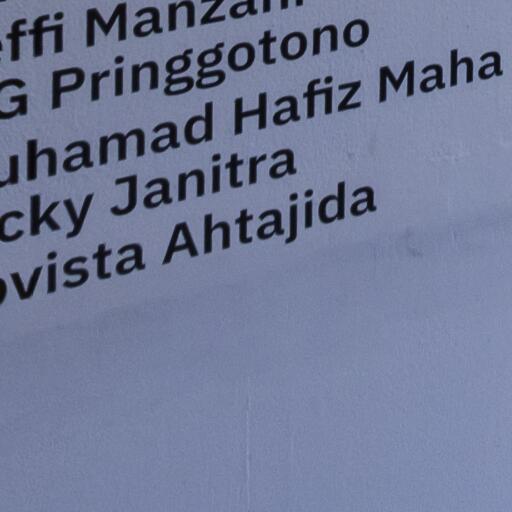 effi Manzani
G Pringgotono
uhamad Hafiz Maha
cky Janitra
ovista Ahtajida